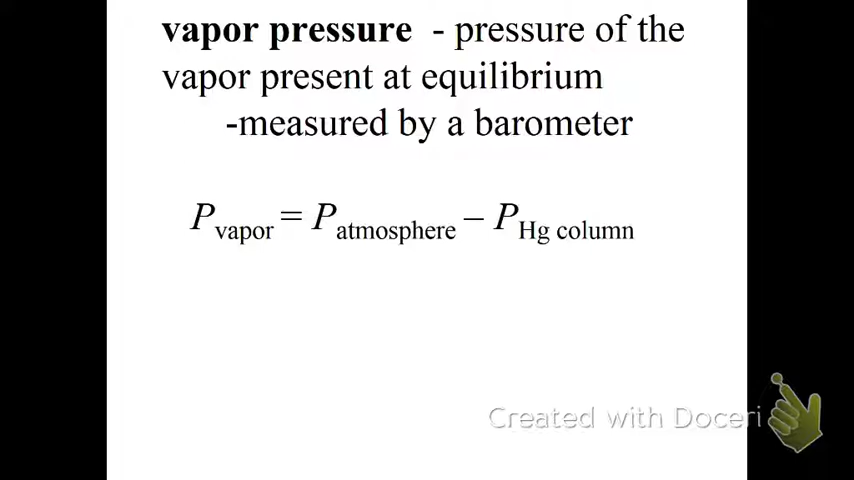 vapor pressure - pressure of the
vapor present at equilibrium
-measured by a barometer
Pvapor = Patmosphere – PHg column
Created with Doceri